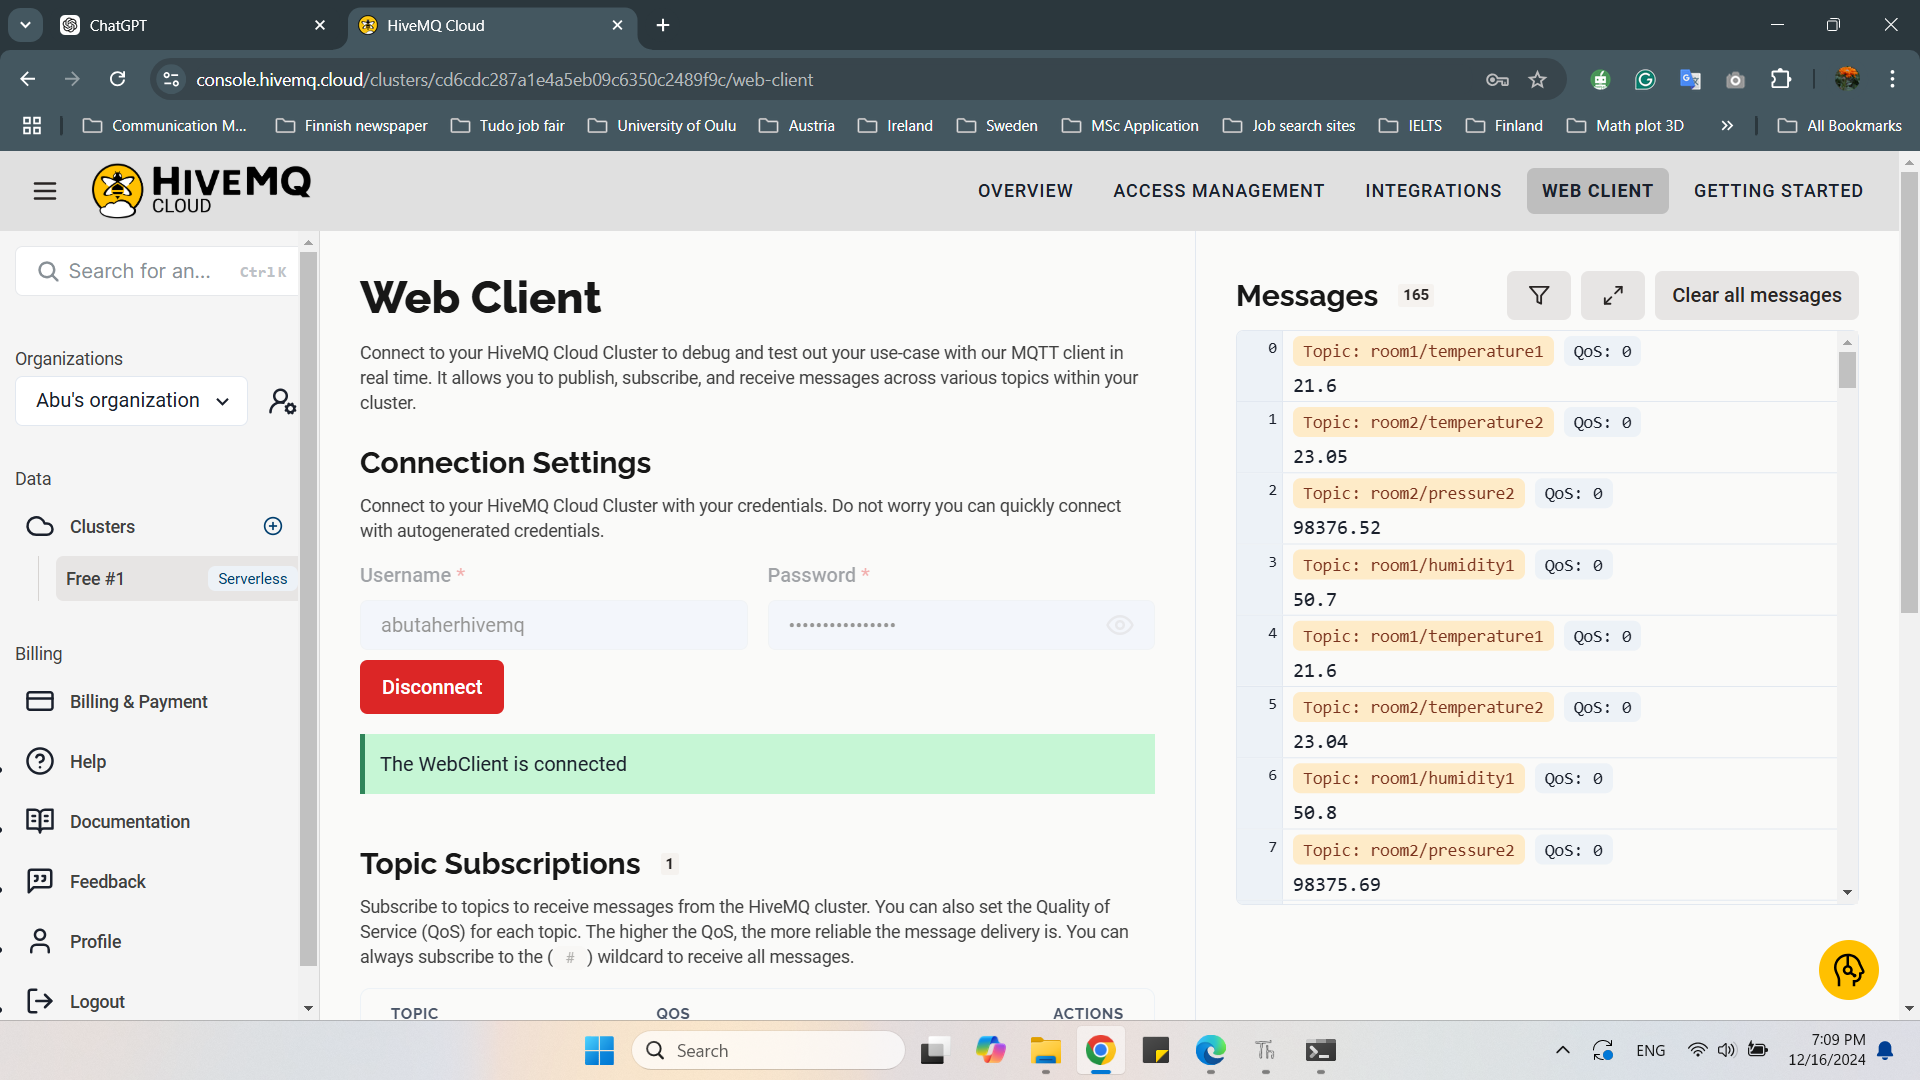 ChatGPT
HiveMQ Cloud
console.hivemq.cloud/clusters/cd6cdc287a1e4a5eb09c6350c2489f9c/web-client
Communication M...
Finnish newspaper
Tudo job fair
University of Oulu
Austria
Ireland
Sweden
MSc Application
Job search sites
IELTS
Finland
Math plot 3D
All Bookmarks
HIVEMQ
CLOUD
OVERVIEW
ACCESS MANAGEMENT
INTEGRATIONS
WEB CLIENT
GETTING STARTED
Search for an...
Ctrl K
Organizations
Abu's organization
Data
Clusters
Free #1
Serverless
Billing
Billing & Payment
Help
Documentation
Feedback
Profile
Logout
Web Client
Connect to your HiveMQ Cloud Cluster to debug and test out your use-case with our MQTT client in
real time. It allows you to publish, subscribe, and receive messages across various topics within your
cluster.
Connection Settings
Connect to your HiveMQ Cloud Cluster with your credentials. Do not worry you can quickly connect
with autogenerated credentials.
Username *
Password *
abutaherhivemq
••••••••••••••••
Disconnect
The WebClient is connected
Topic Subscriptions 1
Subscribe to topics to receive messages from the HiveMQ cluster. You can also set the Quality of
Service (QoS) for each topic. The higher the QoS, the more reliable the message delivery is. You can
always subscribe to the ( # ) wildcard to receive all messages.
TOPIC QOS ACTIONS
Messages 165
Clear all messages
0 Topic: room1/temperature1 QoS: 0
21.6
1 Topic: room2/temperature2 QoS: 0
23.05
2 Topic: room2/pressure2 QoS: 0
98376.52
3 Topic: room1/humidity1 QoS: 0
50.7
4 Topic: room1/temperature1 QoS: 0
21.6
5 Topic: room2/temperature2 QoS: 0
23.04
6 Topic: room1/humidity1 QoS: 0
50.8
7 Topic: room2/pressure2 QoS: 0
98375.69
Search
Th
ENG
7:09 PM
12/16/2024